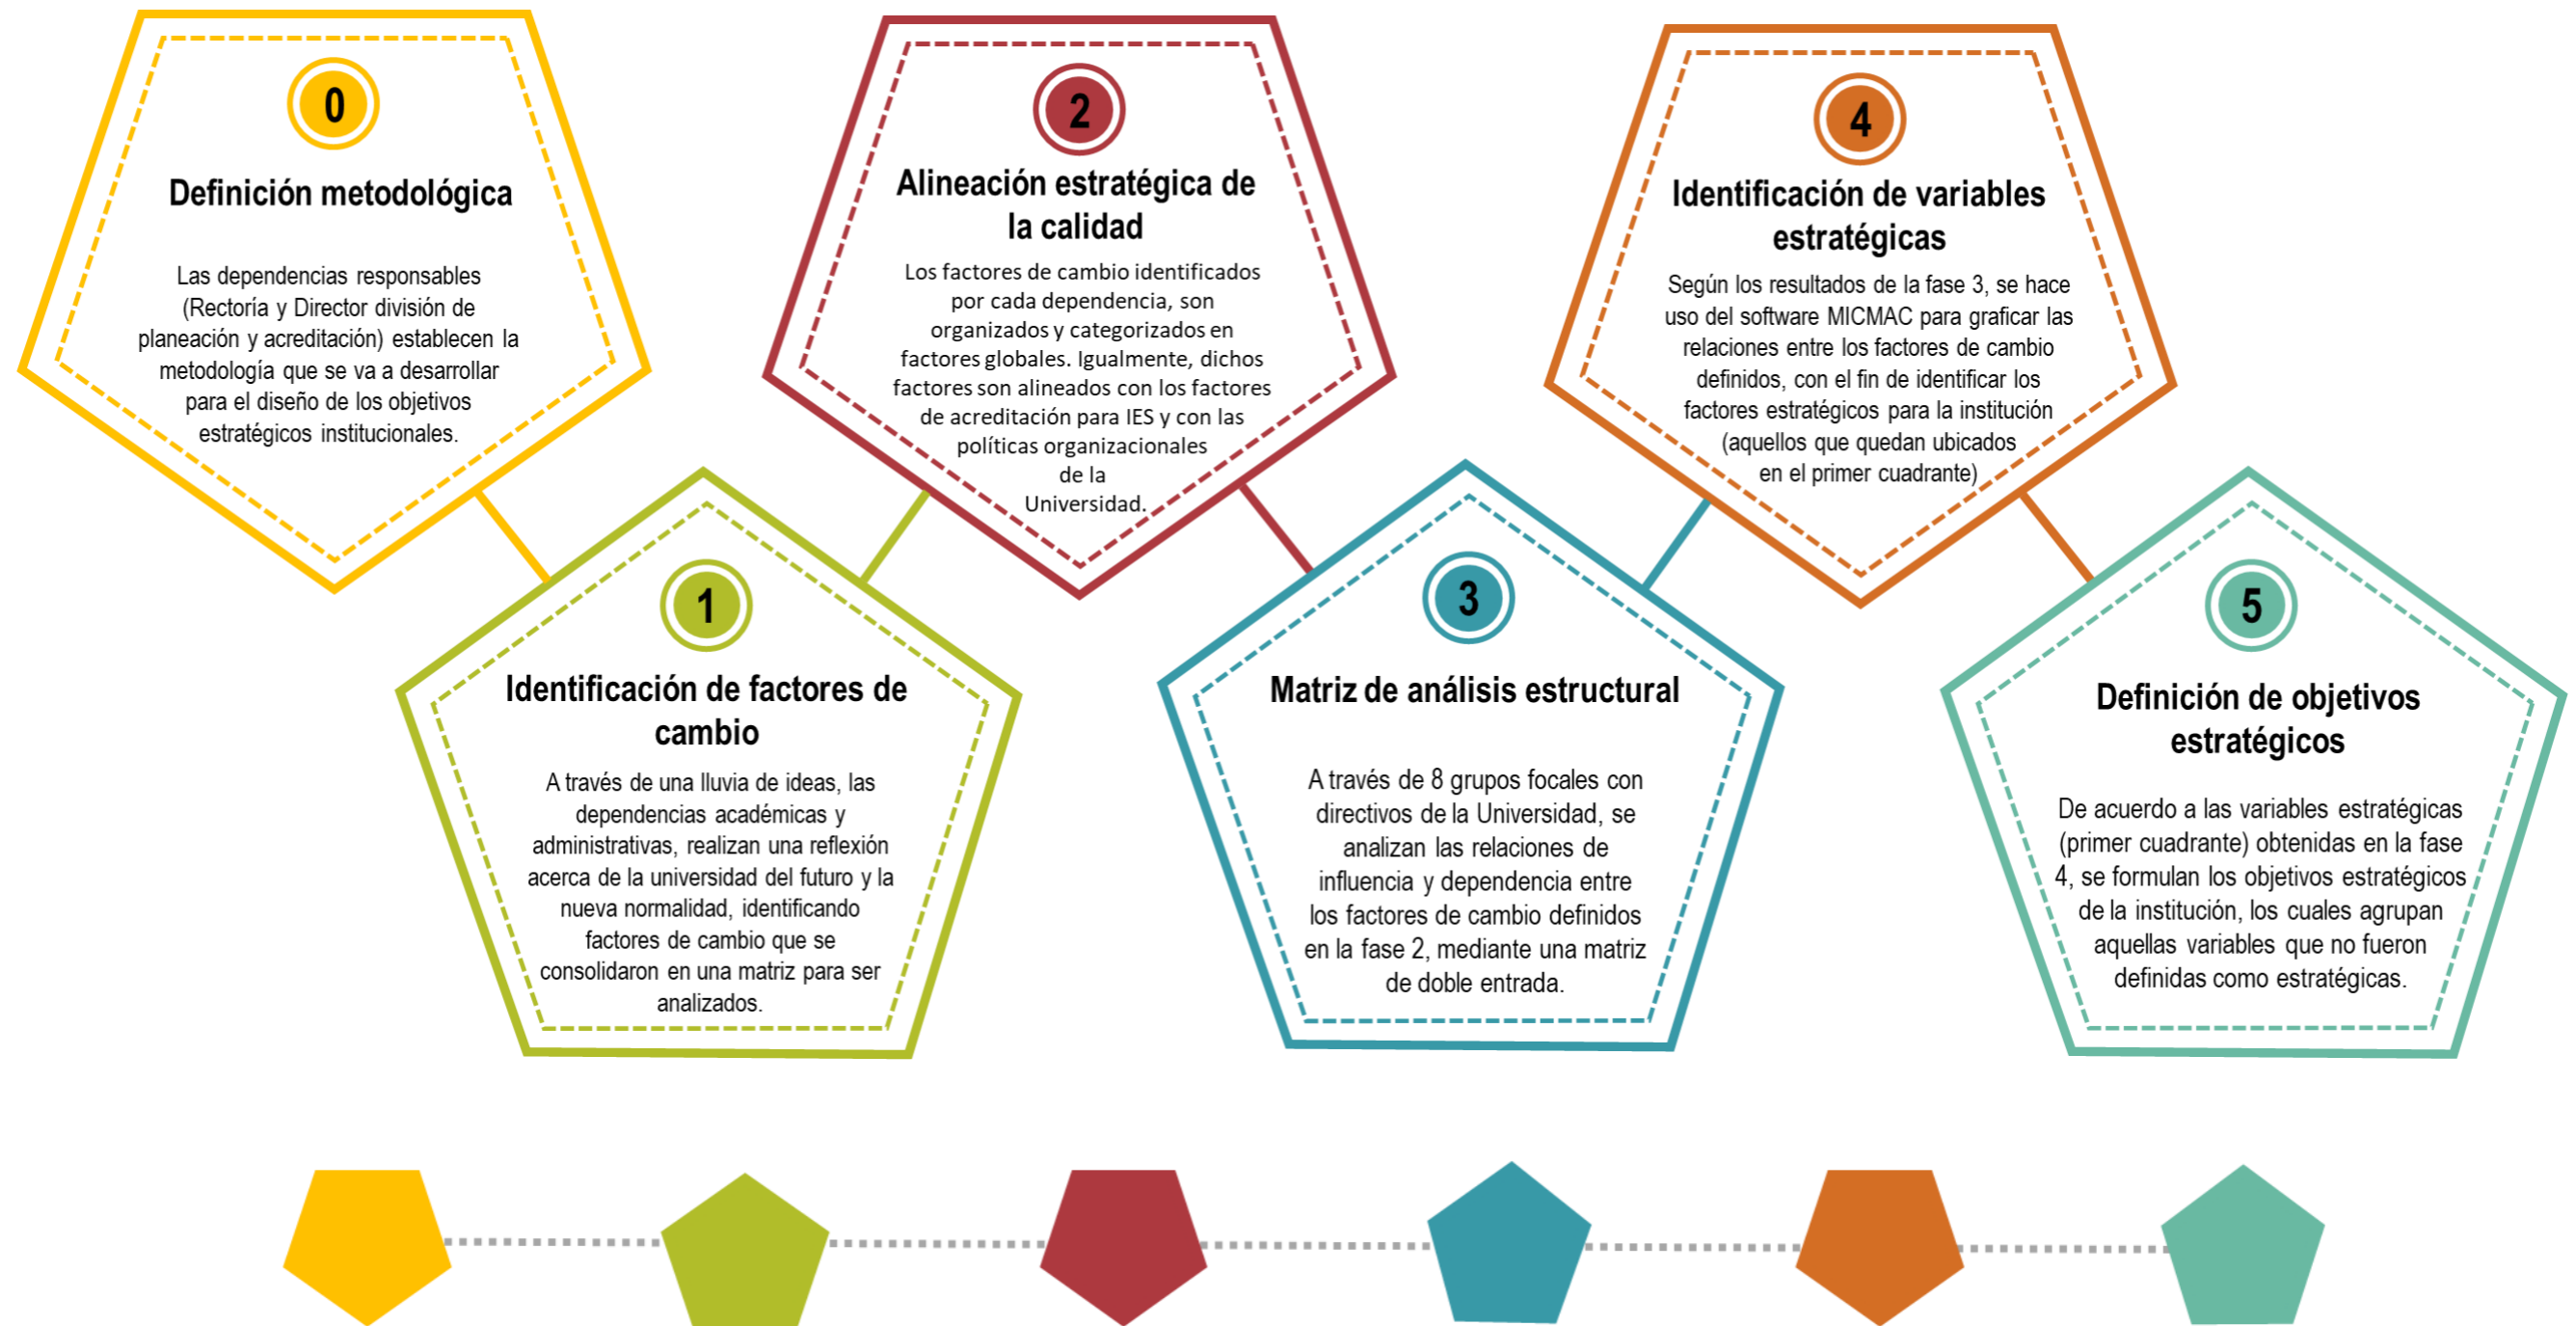 0
Definición metodológica
Las dependencias responsables
(Rectoría y Director división de
planeación y acreditación) establecen la
metodología que se va a desarrollar
para el diseño de los objetivos
estratégicos institucionales.
1
Identificación de factores de
cambio
A través de una lluvia de ideas, las
dependencias académicas y
administrativas, realizan una reflexión
acerca de la universidad del futuro y la
nueva normalidad, identificando
factores de cambio que se
consolidaron en una matriz para ser
analizados.
2
Alineación estratégica de
la calidad
Los factores de cambio identificados
por cada dependencia, son
organizados y categorizados en
factores globales. Igualmente, dichos
factores son alineados con los factores
de acreditación para IES y con las
políticas organizacionales
de la
Universidad.
3
Matriz de análisis estructural
A través de 8 grupos focales con
directivos de la Universidad, se
analizan las relaciones de
influencia y dependencia entre
los factores de cambio definidos
en la fase 2, mediante una matriz
de doble entrada.
4
Identificación de variables
estratégicas
Según los resultados de la fase 3, se hace
uso del software MICMAC para graficar las
relaciones entre los factores de cambio
definidos, con el fin de identificar los
factores estratégicos para la institución
(aquellos que quedan ubicados
en el primer cuadrante)
5
Definición de objetivos
estratégicos
De acuerdo a las variables estratégicas
(primer cuadrante) obtenidas en la fase
4, se formulan los objetivos estratégicos
de la institución, los cuales agrupan
aquellas variables que no fueron
definidas como estratégicas.